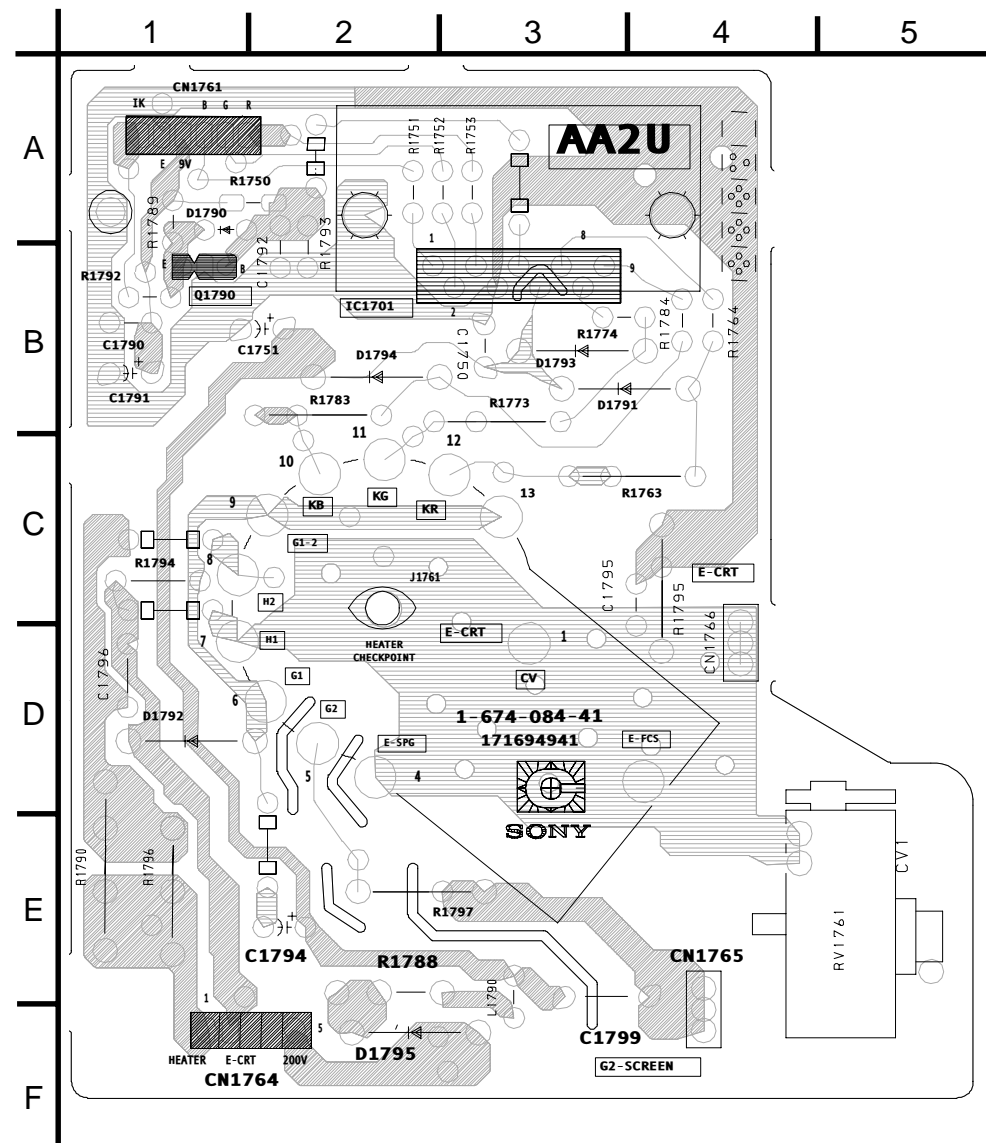 1 2 3 4 5
A
B
C
D
E
F
CN1761
IK B G R
E 9V
R1750
D1790
R1789
C1792
R1793
R1751
R1752
R1753
AA2U
E B
R1792
Q1790
1 8
9
2
IC1701
C1790
C1751
+
C1791
+
D1794
C1750
R1774
D1793
R1784
R1764
R1783
R1773
D1791
11
12
10
13
R1763
KB
KG
KR
9
G1-2
8
R1794
J1761
H2
C1795
R1795
E-CRT
E-CRT
CN1766
H1
7
HEATER
CHECKPOINT
1
C1796
G1
CV
6
G2
D1792
1-674-084-41
171694941
E-FCS
E-SPG
5
4
SONY
R1790
R1796
CV1
RV1761
R1797
+
C1794
R1788
CN1765
L1790
1
5
D1795
C1799
HEATER E-CRT 200V
CN1764
G2-SCREEN